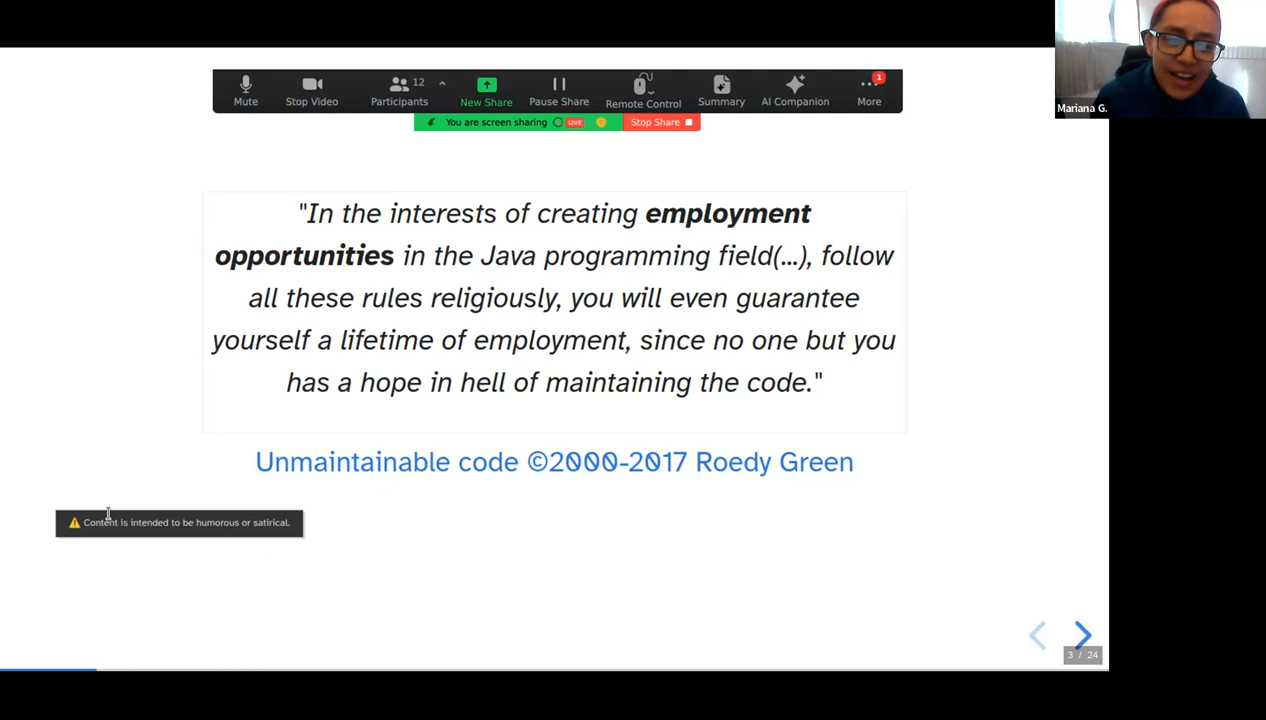 Mariana G.
12
1
Mute
Stop Video
Participants
New Share
Pause Share
Remote Control
Summary
AI Companion
More
You are screen sharing
LIVE
Stop Share
"In the interests of creating employment
opportunities in the Java programming field(...), follow
all these rules religiously, you will even guarantee
yourself a lifetime of employment, since no one but you
has a hope in hell of maintaining the code."
Unmaintainable code ©2000-2017 Roedy Green
⚠️ Content is intended to be humorous or satirical.
3 / 24